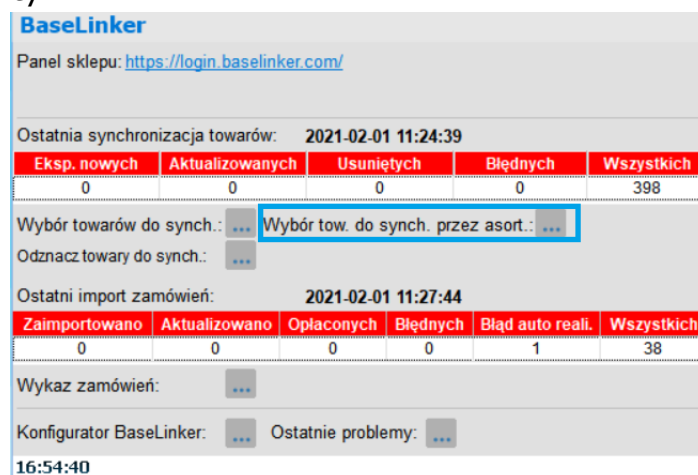 BaseLinker
Panel sklepu: https://login.baselinker.com/
Ostatnia synchronizacja towarów: 2021-02-01 11:24:39
Eksp. nowych Aktualizowanych Usuniętych Błędnych Wszystkich
0 0 0 0 398
Wybór towarów do synch.: ... Wybór tow. do synch. przez asort.: ...
Odznacz towary do synch.: ...
Ostatni import zamówień: 2021-02-01 11:27:44
Zaimportowano Aktualizowano Opłaconych Błędnych Błąd auto reali. Wszystkich
0 0 0 0 1 38
Wykaz zamówień: ...
Konfigurator BaseLinker: ... Ostatnie problemy: ...
16:54:40